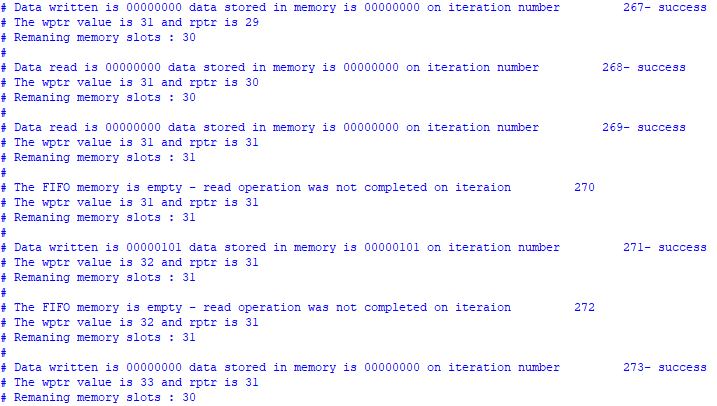 # Data written is 00000000 data stored in memory is 00000000 on iteration number 267- success
# The wptr value is 31 and rptr is 29
# Remaning memory slots : 30
#
# Data read is 00000000 data stored in memory is 00000000 on iteration number 268- success
# The wptr value is 31 and rptr is 30
# Remaning memory slots : 30
#
# Data read is 00000000 data stored in memory is 00000000 on iteration number 269- success
# The wptr value is 31 and rptr is 31
# Remaning memory slots : 31
#
# The FIFO memory is empty - read operation was not completed on iteraion 270
# The wptr value is 31 and rptr is 31
# Remaning memory slots : 31
#
# Data written is 00000101 data stored in memory is 00000101 on iteration number 271- success
# The wptr value is 32 and rptr is 31
# Remaning memory slots : 31
#
# The FIFO memory is empty - read operation was not completed on iteraion 272
# The wptr value is 32 and rptr is 31
# Remaning memory slots : 31
#
# Data written is 00000000 data stored in memory is 00000000 on iteration number 273- success
# The wptr value is 33 and rptr is 31
# Remaning memory slots : 30